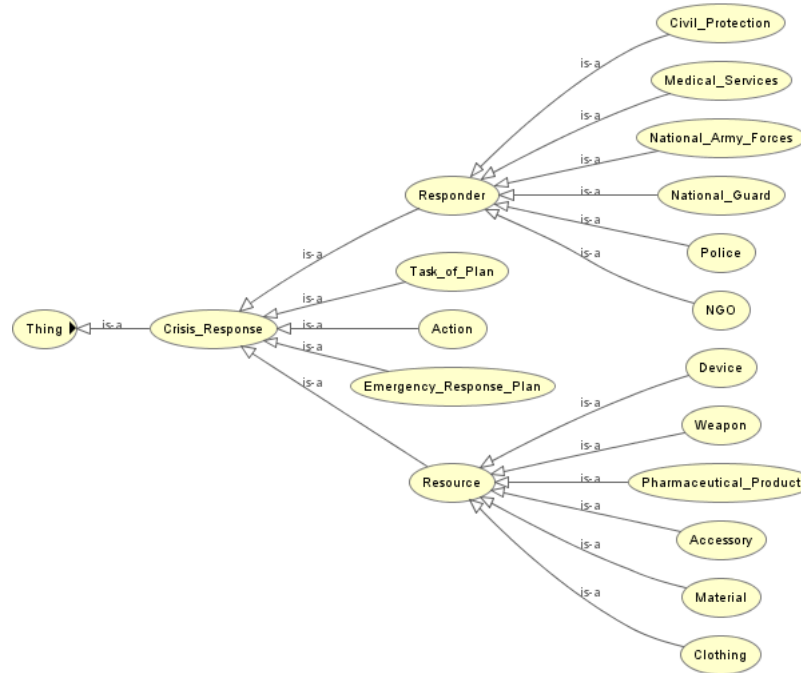 Civil_Protection
is-a
Medical_Services
is-a
National_Army_Forces
is-a
Responder
is-a
National_Guard
is-a
Police
is-a
is-a
Task_of_Plan
NGO
is-a
Thing
is-a
Crisis_Response
is-a
Action
is-a
Emergency_Response_Plan
Device
is-a
is-a
Weapon
is-a
Resource
is-a
Pharmaceutical_Product
is-a
Accessory
is-a
Material
is-a
Clothing